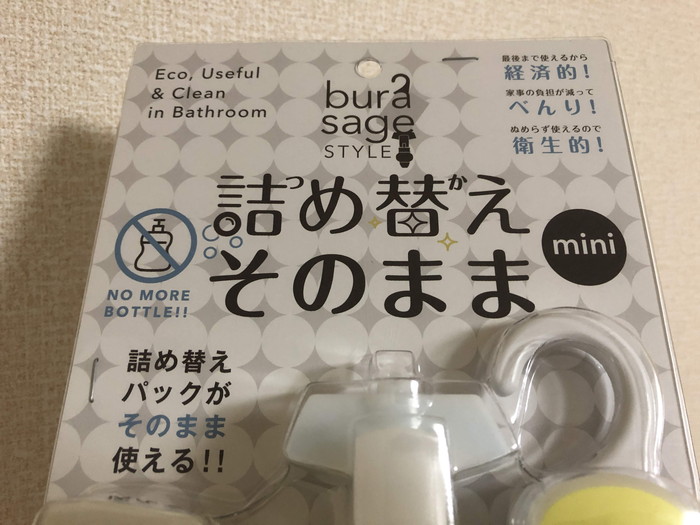 Eco, Useful
& Clean
in Bathroom
bura
sage
STYLE
最後まで使えるから
経済的!
家事の負担が減って
べんり!
ぬめらず使えるので
衛生的!
詰つめ替かえ
そのまま
mini
NO MORE
BOTTLE!!
詰め替え
パックが
そのまま
使える!!